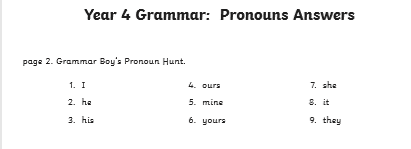 Year 4 Grammar: Pronouns Answers
page 2. Grammar Boy's Pronoun Hunt.
1. I 4. ours 7. she
2. he 5. mine 8. it
3. his 6. yours 9. they